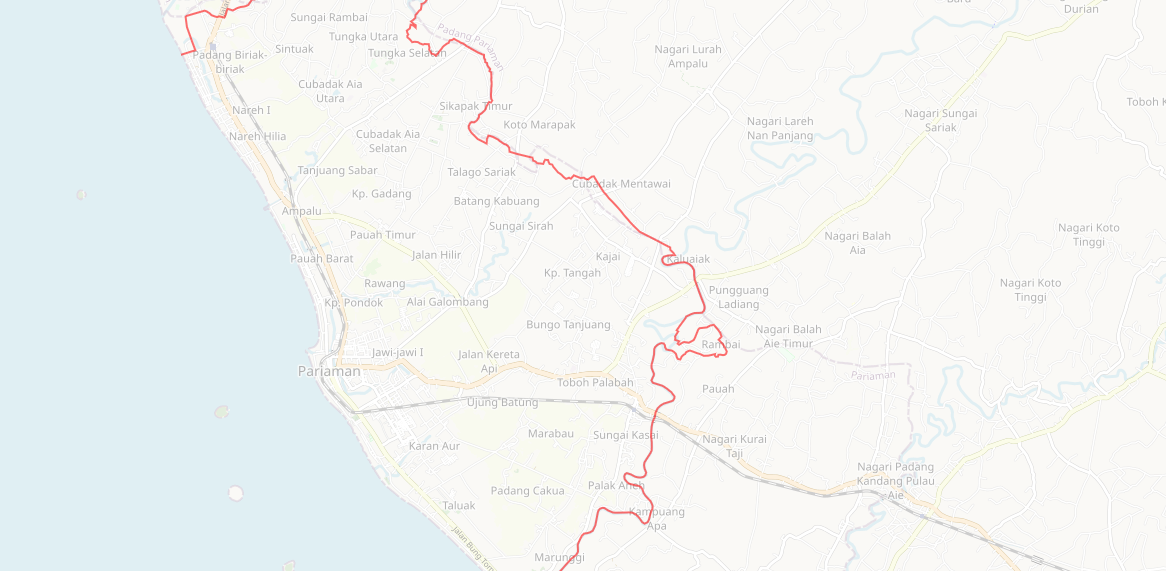 Durian
Sungai Rambai
Tungka Utara
Tungka Selatan
Padang Pariaman
Sintuak
Padang Biriak-
biriak
Nagari Lurah
Ampalu
Cubadak Aia
Utara
Nareh I
Sikapak Timur
Toboh K
Nagari Sungai
Sariak
Nagari Lareh
Nan Panjang
Koto Marapak
Nareh Hilia
Cubadak Aia
Selatan
Tanjuang Sabar
Talago Sariak
Cubadak Mentawai
Kp. Gadang
Batang Kabuang
Ampalu
Sungai Sirah
Nagari Koto
Tinggi
Pauah Timur
Nagari Balah
Aia
Jalan Hilir
Kajai
Kaluaiak
Pauah Barat
Kp. Tangah
Rawang
Nagari Koto
Tinggi
Pungguang
Ladiang
Kp. Pondok
Alai Galombang
Bungo Tanjuang
Nagari Balah
Aie Timur
Rambai
Jawi-jawi I
Jalan Kereta
Api
Pariaman
Pariaman
Toboh Palabah
Pauah
Ujung Batung
Marabau
Sungai Kasai
Nagari Kurai
Taji
Karan Aur
Nagari Padang
Kandang Pulau
Aie
Palak Aneh
Padang Cakua
Taluak
Kampuang
Apa
Marunggi